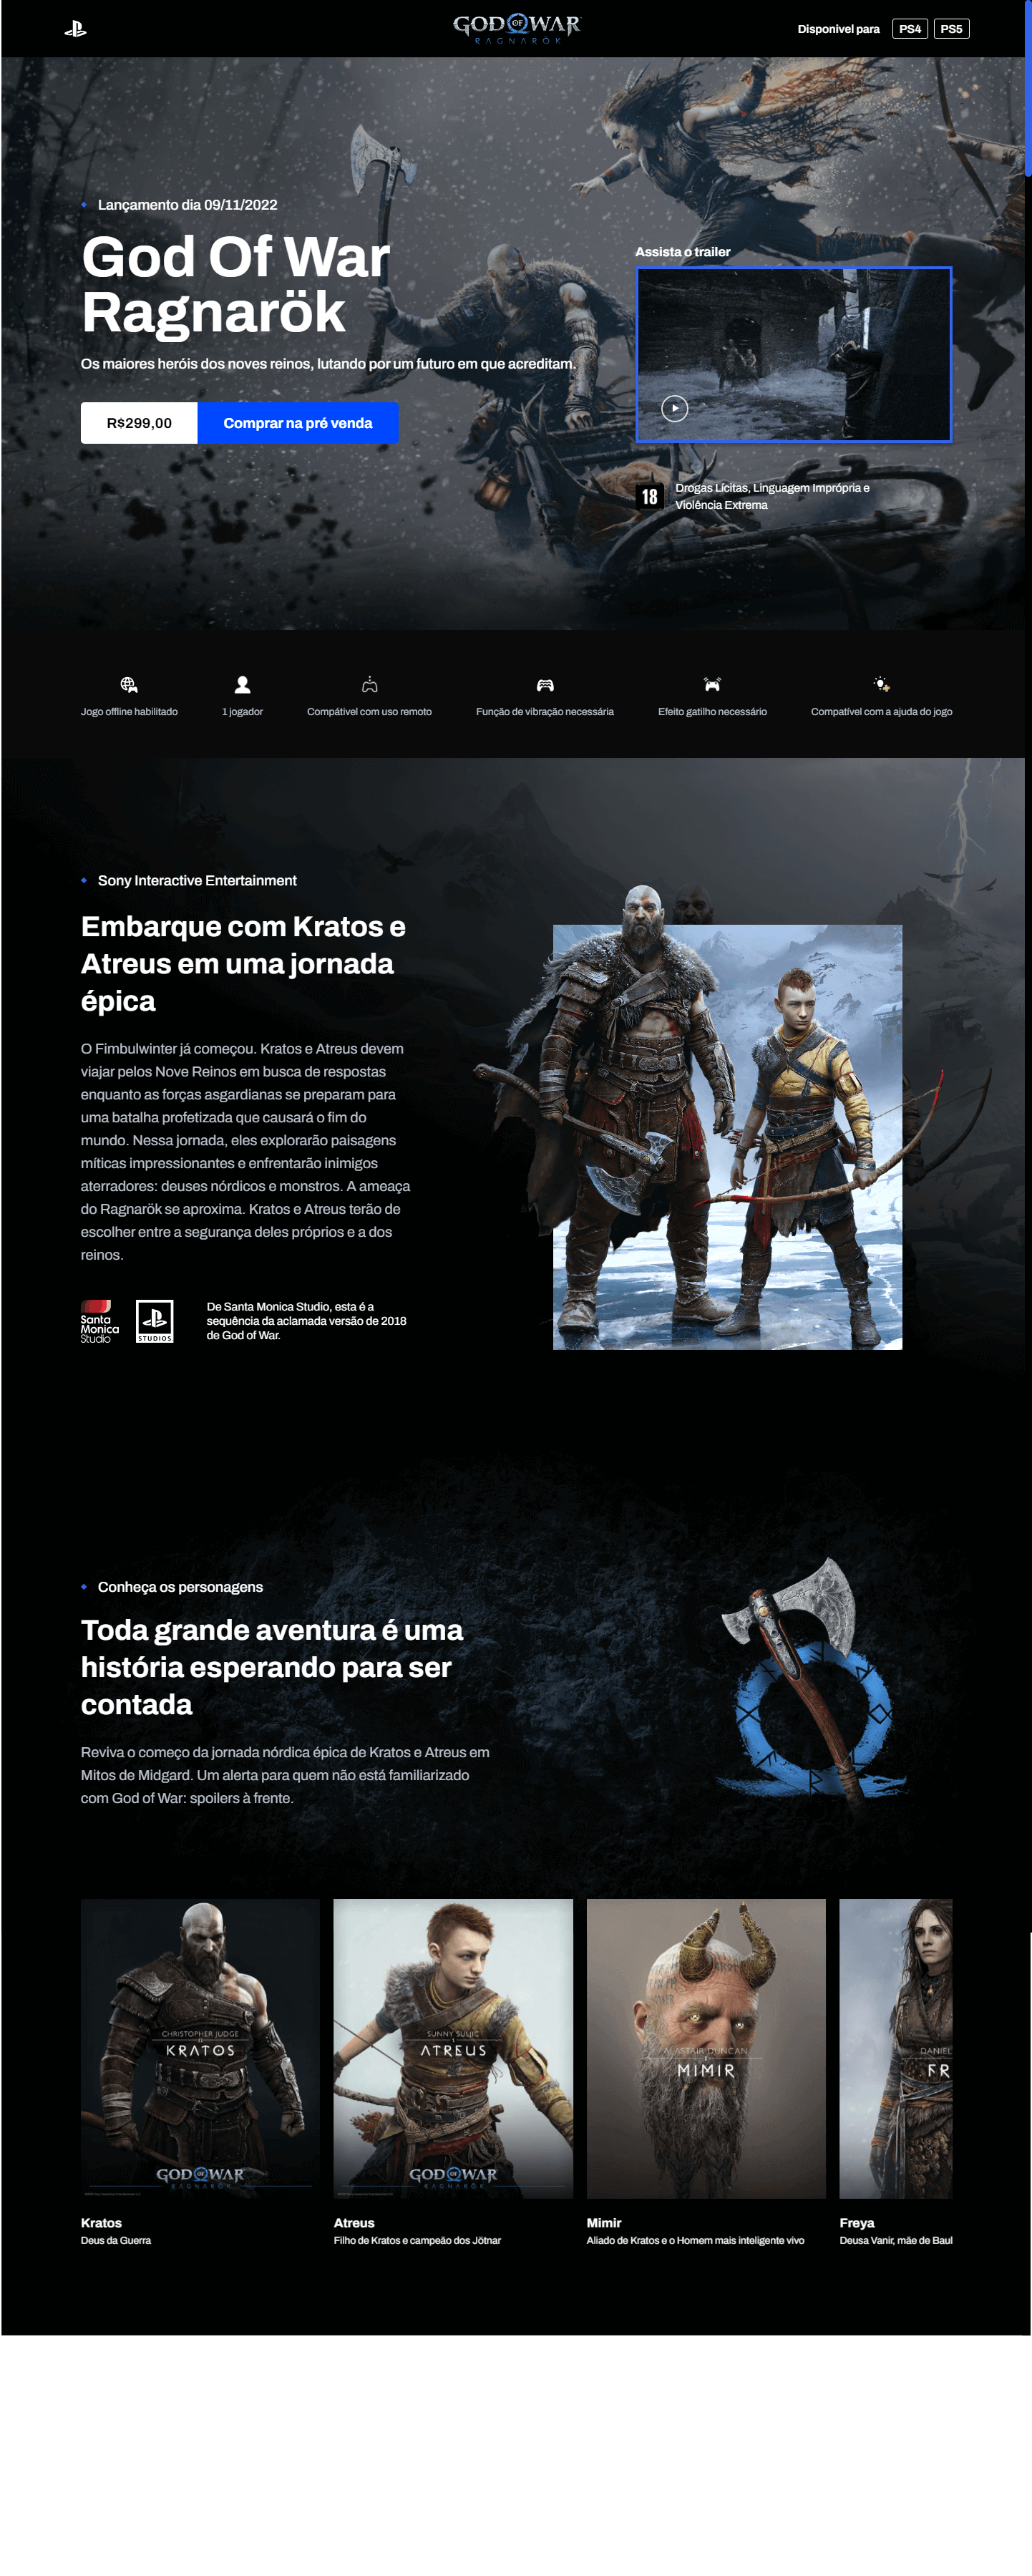 GOD OF WAR
RAGNARÖK
Disponivel para PS4 PS5
Lançamento dia 09/11/2022
God Of War
Ragnarök
Os maiores heróis dos noves reinos, lutando por um futuro em que acreditam.
R$299,00 Comprar na pré venda
Assista o trailer
18
Drogas Lícitas, Linguagem Imprópria e
Violência Extrema
Jogo offline habilitado
1 jogador
Compátivel com uso remoto
Função de vibração necessária
Efeito gatilho necessário
Compatível com a ajuda do jogo
Sony Interactive Entertainment
Embarque com Kratos e
Atreus em uma jornada
épica
O Fimbulwinter já começou. Kratos e Atreus devem
viajar pelos Nove Reinos em busca de respostas
enquanto as forças asgardianas se preparam para
uma batalha profetizada que causará o fim do
mundo. Nessa jornada, eles explorarão paisagens
míticas impressionantes e enfrentarão inimigos
aterradores: deuses nórdicos e monstros. A ameaça
do Ragnarök se aproxima. Kratos e Atreus terão de
escolher entre a segurança deles próprios e a dos
reinos.
Santa
Monica
Studio
STUDIOS
De Santa Monica Studio, esta é a
sequência da aclamada versão de 2018
de God of War.
Conheça os personagens
Toda grande aventura é uma
história esperando para ser
contada
Reviva o começo da jornada nórdica épica de Kratos e Atreus em
Mitos de Midgard. Um alerta para quem não está familiarizado
com God of War: spoilers à frente.
CHRISTOPHER JUDGE
KRATOS
GOD OF WAR
RAGNARÖK
Kratos
Deus da Guerra
SUNNY SULJIC
ATREUS
GOD OF WAR
RAGNARÖK
Atreus
Filho de Kratos e campeão dos Jötnar
ALASTAIR DUNCAN
MIMIR
Mimir
Aliado de Kratos e o Homem mais inteligente vivo
DANIEL
FR
Freya
Deusa Vanir, mãe de Baul